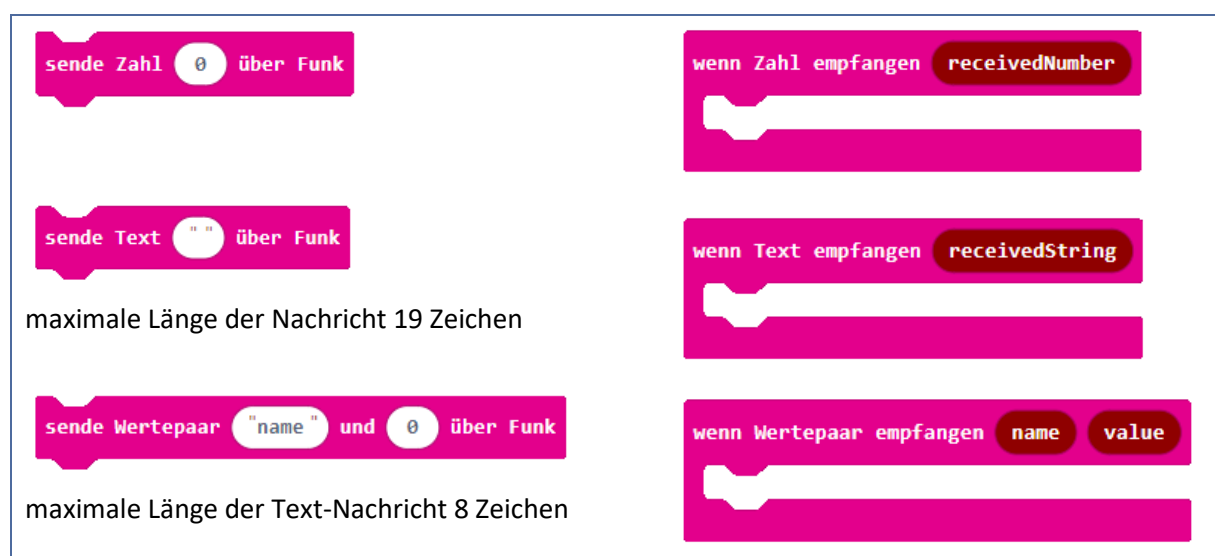 sende Zahl 0 über Funk
wenn Zahl empfangen receivedNumber
sende Text " " über Funk
wenn Text empfangen receivedString
maximale Länge der Nachricht 19 Zeichen
sende Wertepaar "name" und 0 über Funk
wenn Wertepaar empfangen name value
maximale Länge der Text-Nachricht 8 Zeichen